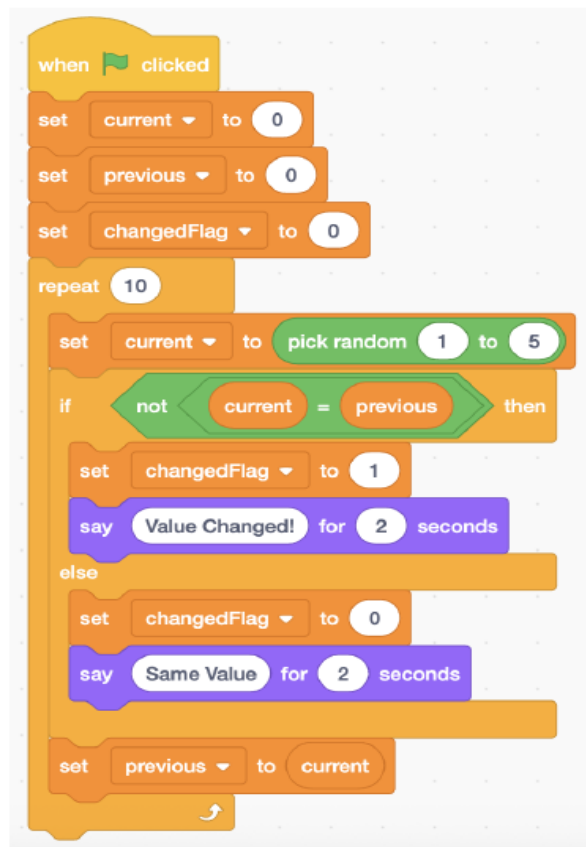 when clicked
set current to 0
set previous to 0
set changedFlag to 0
repeat 10
set current to pick random 1 to 5
if not current = previous then
set changedFlag to 1
say Value Changed! for 2 seconds
else
set changedFlag to 0
say Same Value for 2 seconds
set previous to current